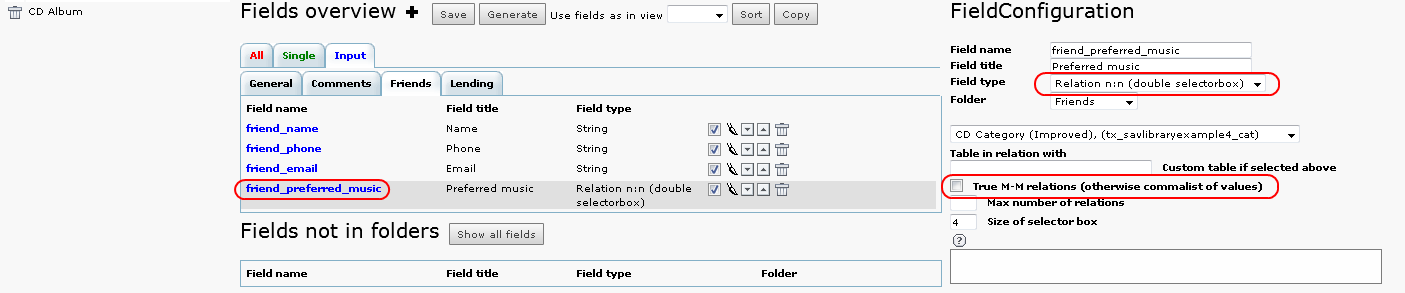 CD Album
Fields overview + Save Generate Use fields as in view Sort Copy
All Single Input
General Comments Friends Lending
Field name Field title Field type
friend_name Name String
friend_phone Phone String
friend_email Email String
friend_preferred_music Preferred music Relation n:n (double
selectorbox)
Fields not in folders Show all fields
Field name Field title Field type Folder
FieldConfiguration
Field name friend_preferred_music
Field title Preferred music
Field type Relation n:n (double selectorbox)
Folder Friends
CD Category (Improved), (tx_savlibraryexample4_cat)
Table in relation with
Custom table if selected above
True M-M relations (otherwise commalist of values)
Max number of relations
4 Size of selector box
?